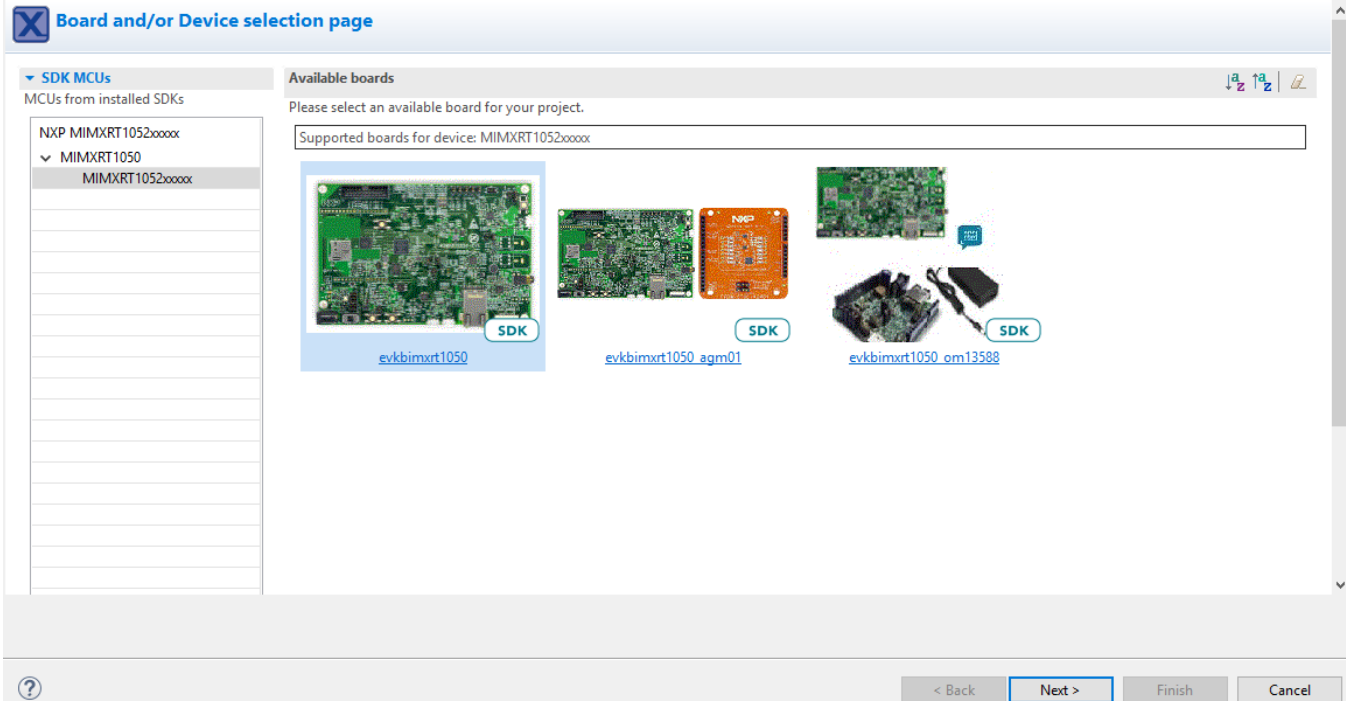 Board and/or Device selection page
SDK MCUs
MCUs from installed SDKs
NXP MIMXRT1052xxxxx
MIMXRT1050
MIMXRT1052xxxxx
Available boards
Please select an available board for your project.
Supported boards for device: MIMXRT1052xxxxx
SDK
evkbimxrt1050
NXP
SDK
evkbimxrt1050_agm01
SDK
evkbimxrt1050_om13588
< Back
Next >
Finish
Cancel